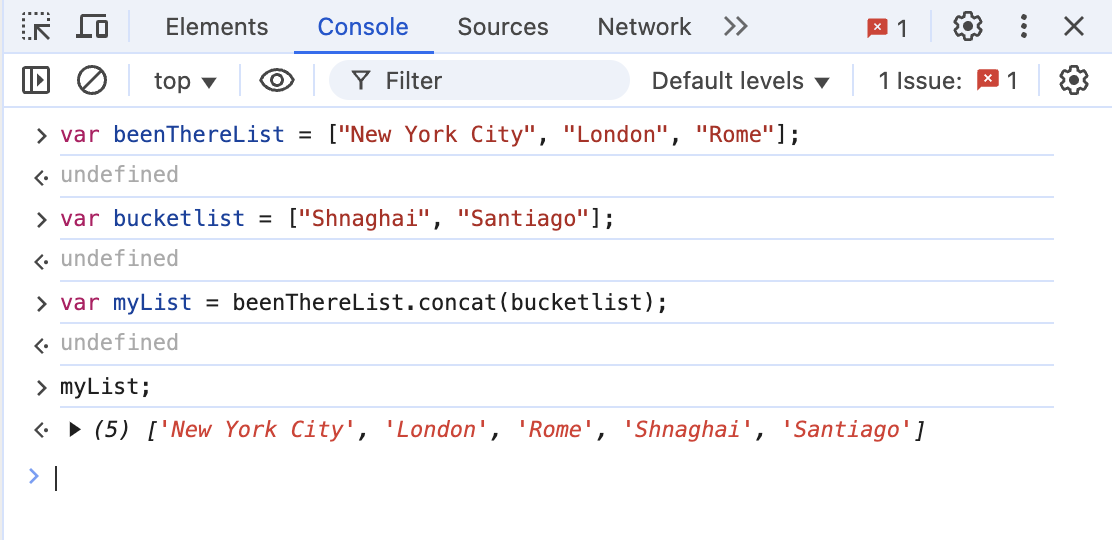 Elements Console Sources Network 1
top Filter Default levels 1 Issue: 1
var beenThereList = ["New York City", "London", "Rome"];
undefined
var bucketlist = ["Shnaghai", "Santiago"];
undefined
var myList = beenThereList.concat(bucketlist);
undefined
myList;
(5) ['New York City', 'London', 'Rome', 'Shnaghai', 'Santiago']